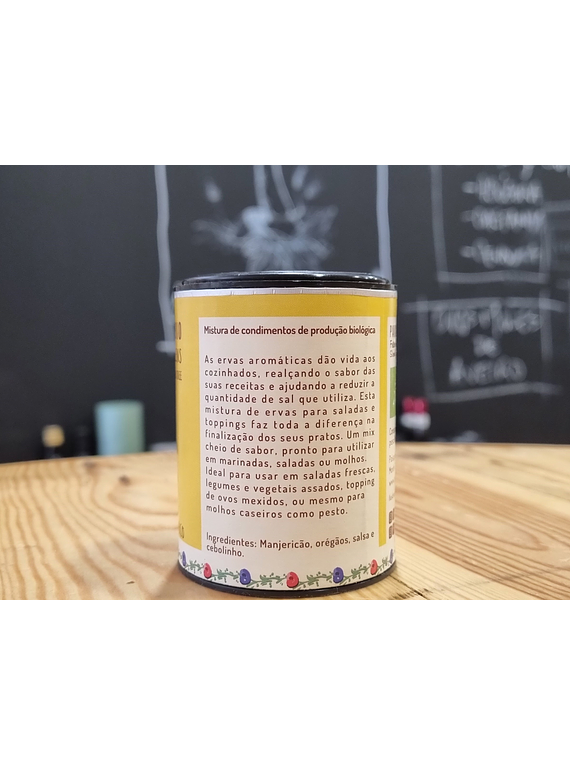 Mistura de condimentos de produção biológica
As ervas aromáticas dão vida aos
cozinhados, realçando o sabor das
suas receitas e ajudando a reduzir a
quantidade de sal que utiliza. Esta
mistura de ervas para saladas e
toppings faz toda a diferença na
finalização dos seus pratos. Um mix
cheio de sabor, pronto para utilizar
em marinadas, saladas ou molhos.
Ideal para usar em saladas frescas,
legumes e vegetais assados, topping
de ovos mexidos, ou mesmo para
molhos caseiros como pesto.
Ingredientes: Manjericão, orégãos, salsa e
cebolinho.